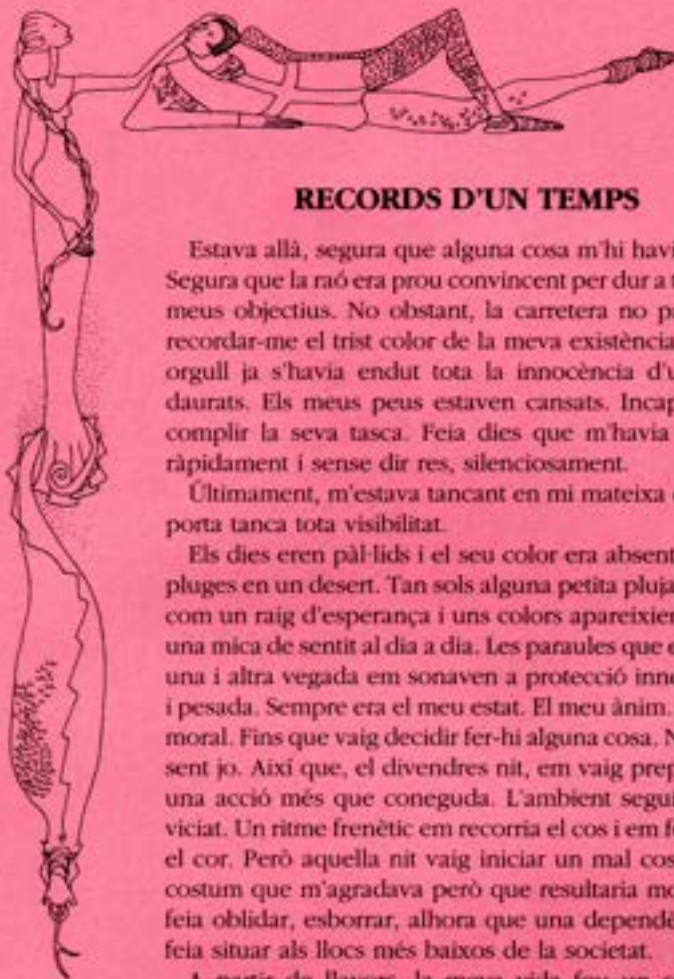 RECORDS D'UN TEMPS
Estava allà, segura que alguna cosa m'hi havi
Segura que la raó era prou convincent per dur a t
meus objectius. No obstant, la carretera no pa
recordar-me el trist color de la meva existència
orgull ja s'havia endut tota la innocència d'u
daurats. Els meus peus estaven cansats. Incap
complir la seva tasca. Feia dies que m'havia
ràpidament i sense dir res, silenciosament.
Últimament, m'estava tancant en mi mateixa
porta tanca tota visibilitat.
Els dies eren pàl·lids i el seu color era absent
pluges en un desert. Tan sols alguna petita pluja
com un raig d'esperança i uns colors apareixien
una mica de sentit al dia a dia. Les paraules que e
una i altra vegada em sonaven a protecció inne
i pesada. Sempre era el meu estat. El meu ànim.
moral. Fins que vaig decidir fer-hi alguna cosa. N
sent jo. Així que, el divendres nit, em vaig prep
una acció més que coneguda. L'ambient segui
viciat. Un ritme frenètic em recorria el cos i em f
el cor. Però aquella nit vaig iniciar un mal cos
costum que m'agradava però que resultaria mo
feia oblidar, esborrar, alhora que una dependè
feia situar als llocs més baixos de la societat.
A partir de llavors, la meva vida